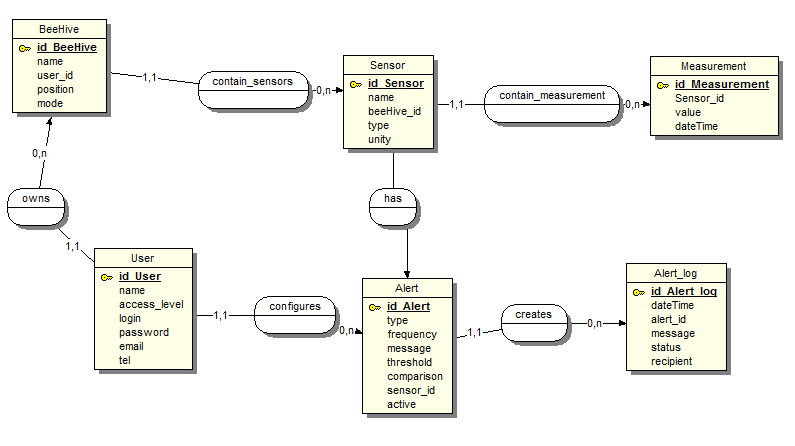 BeeHive
id_BeeHive
name
user_id
position
mode
1,1
contain_sensors
0,n
Sensor
id_Sensor
name
beeHive_id
type
unity
1,1
contain_measurement
0,n
Measurement
id_Measurement
Sensor_id
value
dateTime
0,n
owns
1,1
has
User
id_User
name
access_level
login
password
email
tel
1,1
configures
0,n
Alert
id_Alert
type
frequency
message
threshold
comparison
sensor_id
active
1,1
creates
0,n
Alert_log
id_Alert_log
dateTime
alert_id
message
status
recipient